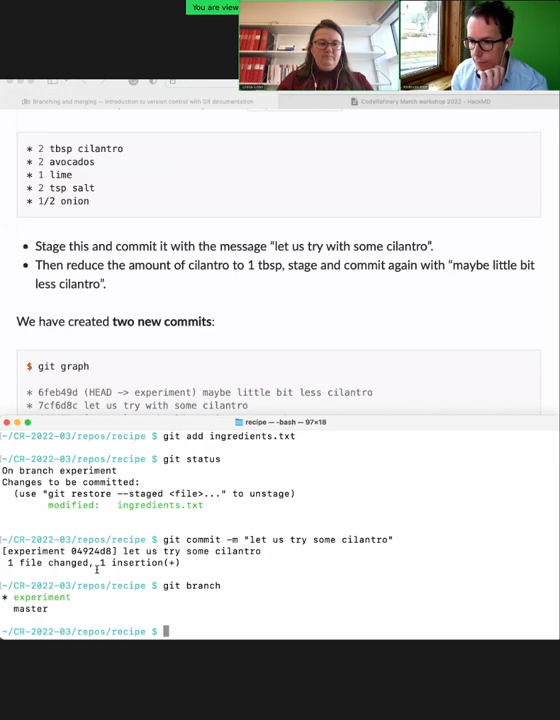 You are view
Branching and merging — Introduction to version control with Git documentation
CodeRefinery March workshop 2022 - HackMD
* 2 tbsp cilantro
* 2 avocados
* 1 lime
* 2 tsp salt
* 1/2 onion
• Stage this and commit it with the message “let us try with some cilantro”.
• Then reduce the amount of cilantro to 1 tbsp, stage and commit again with “maybe little bit
less cilantro”.
We have created two new commits:
$ git graph
* 6feb49d (HEAD -> experiment) maybe little bit less cilantro
* 7cf6d8c let us try with some cilantro
recipe — -bash — 97×18
[~/CR-2022-03/repos/recipe $ git add ingredients.txt
[~/CR-2022-03/repos/recipe $ git status
On branch experiment
Changes to be committed:
(use "git restore --staged <file>..." to unstage)
modified: ingredients.txt
[~/CR-2022-03/repos/recipe $ git commit -m "let us try some cilantro"
[experiment 04924d8] let us try some cilantro
1 file changed, 1 insertion(+)
[~/CR-2022-03/repos/recipe $ git branch
* experiment
master
~/CR-2022-03/repos/recipe $